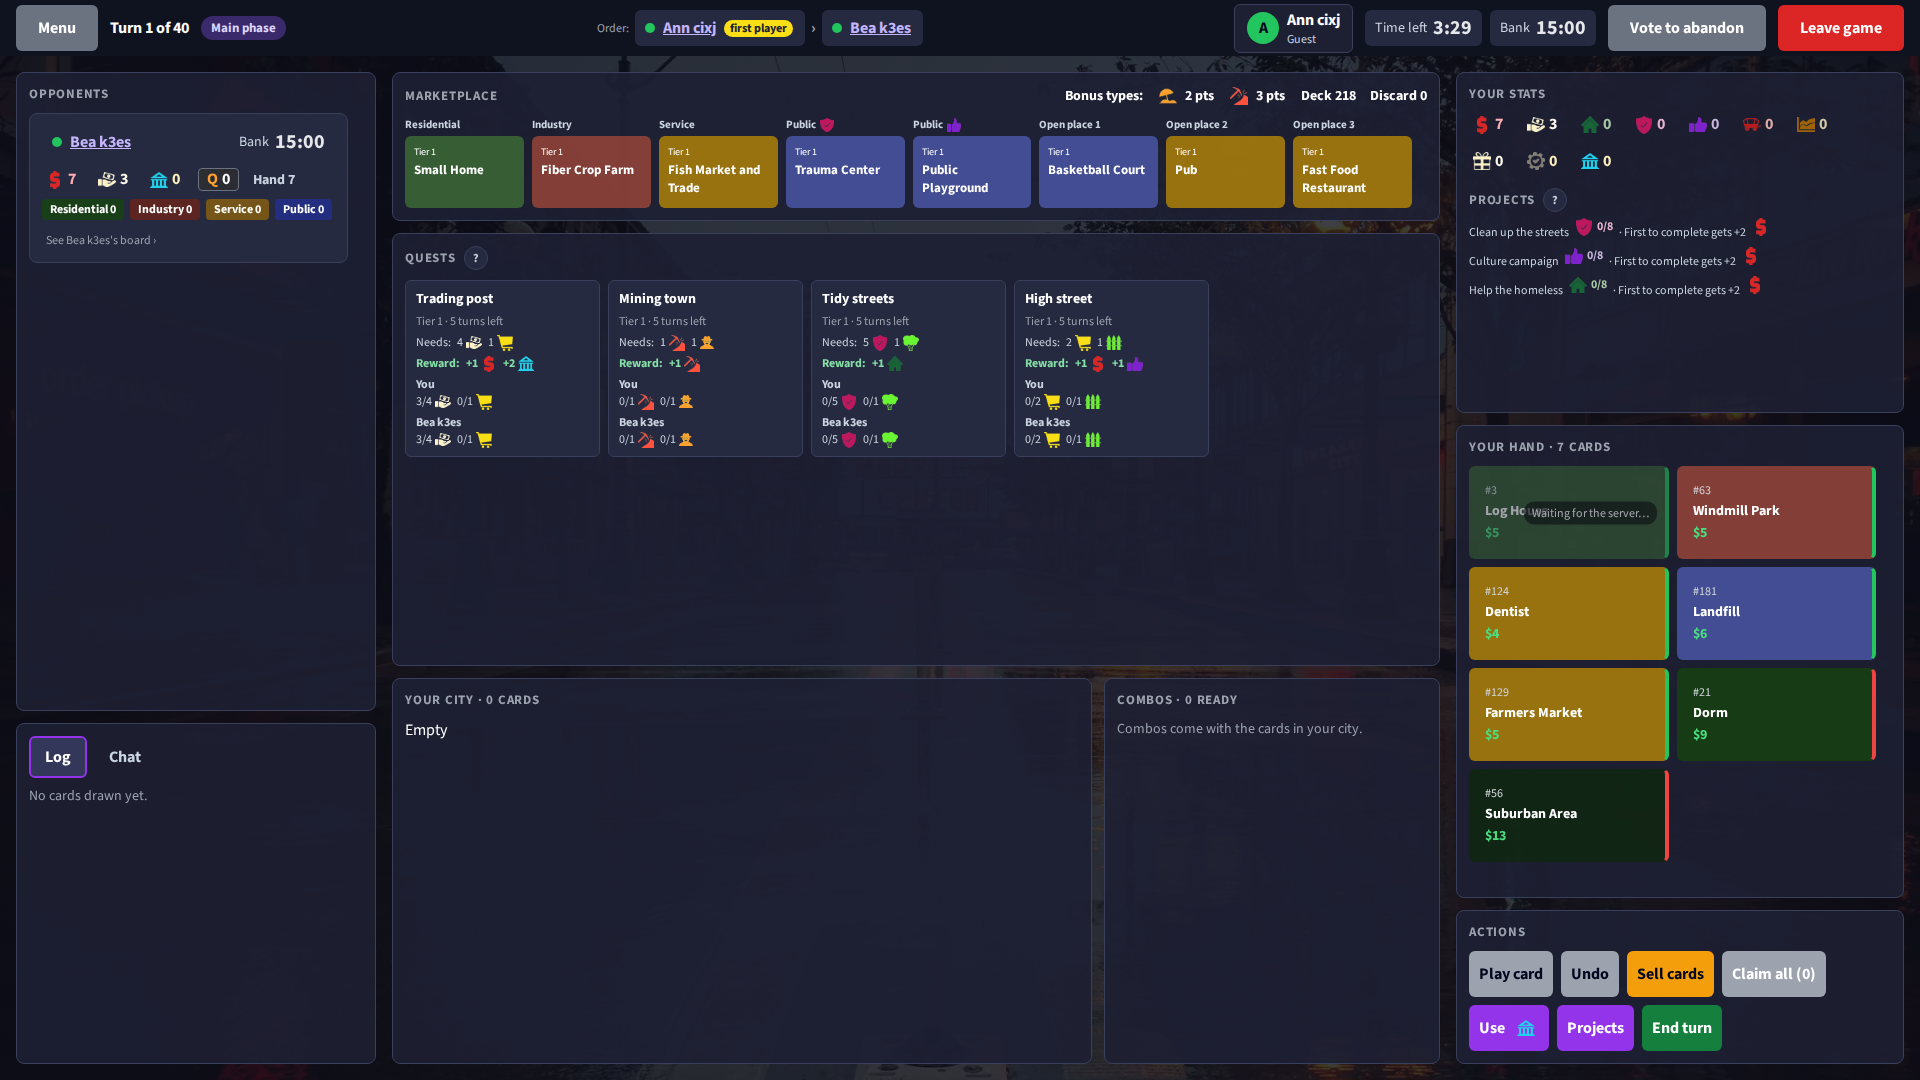 Menu
Turn 1 of 40
Main phase
Order:
Ann cixj first player
›
Bea k3es
A
Ann cixj
Guest
Time left 3:29
Bank 15:00
Vote to abandon
Leave game
OPPONENTS
Bea k3es
Bank 15:00
7 3 0 Q 0 Hand 7
Residential 0 Industry 0 Service 0 Public 0
See Bea k3es's board ›
Log
Chat
No cards drawn yet.
MARKETPLACE
Bonus types: 2 pts 3 pts Deck 218 Discard 0
Residential
Tier 1
Small Home
Industry
Tier 1
Fiber Crop Farm
Service
Tier 1
Fish Market and
Trade
Public
Tier 1
Trauma Center
Public
Tier 1
Public
Playground
Open place 1
Tier 1
Basketball Court
Open place 2
Tier 1
Pub
Open place 3
Tier 1
Fast Food
Restaurant
QUESTS ?
Trading post
Tier 1 · 5 turns left
Needs: 4 1
Reward: +1 +2
You
3/4 0/1
Bea k3es
3/4 0/1
Mining town
Tier 1 · 5 turns left
Needs: 1 1
Reward: +1
You
0/1 0/1
Bea k3es
0/1 0/1
Tidy streets
Tier 1 · 5 turns left
Needs: 5 1
Reward: +1
You
0/5 0/1
Bea k3es
0/5 0/1
High street
Tier 1 · 5 turns left
Needs: 2 1
Reward: +1 +1
You
0/2 0/1
Bea k3es
0/2 0/1
YOUR CITY · 0 CARDS
Empty
COMBOS · 0 READY
Combos come with the cards in your city.
YOUR STATS
7 3 0 0 0 0 0
0 0 0
PROJECTS ?
Clean up the streets 0/8 · First to complete gets +2
Culture campaign 0/8 · First to complete gets +2
Help the homeless 0/8 · First to complete gets +2
YOUR HAND · 7 CARDS
#3
Log
Waiting for the server...
$5
#63
Windmill Park
$5
#124
Dentist
$4
#181
Landfill
$6
#129
Farmers Market
$5
#21
Dorm
$9
#56
Suburban Area
$13
ACTIONS
Play card
Undo
Sell cards
Claim all (0)
Use
Projects
End turn